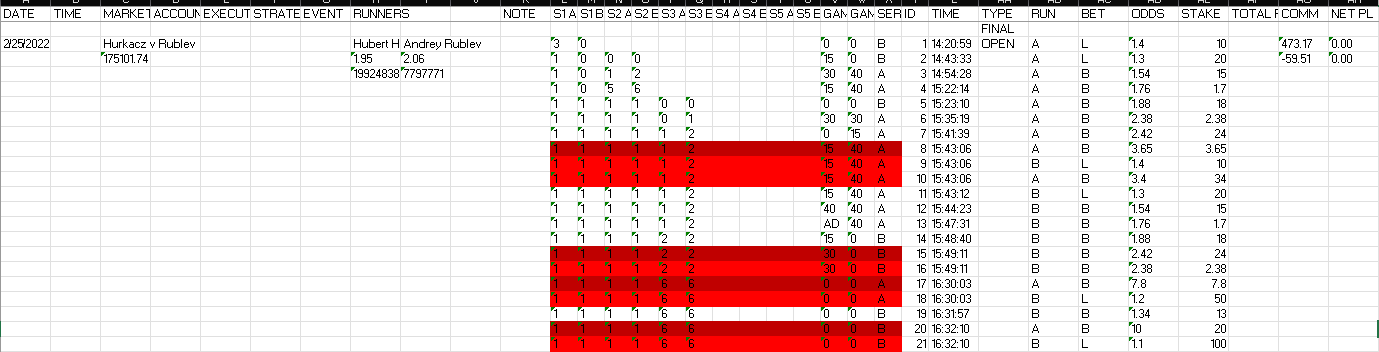 DATE TIME MARKET ACCOUN EXECUT STRATE EVENT RUNNERS NOTE S1 A S1 B S2 A S2 E S3 A S3 E S4 A S4 E S5 A S5 E GAM GAM SER ID TIME TYPE RUN BET ODDS STAKE TOTAL F COMM NET PL
FINAL
2/25/2022 Hurkacz v Rublev Hubert H Andrey Rublev 3 0 0 0 B 1 14:20:59 OPEN A L 1.4 10 473.17 0.00
175101.74 1.95 2.06 1 0 0 0 15 0 B 2 14:43:33 A L 1.3 20 -59.51 0.00
19924838 7797771 1 0 1 2 30 40 A 3 14:54:28 A B 1.54 15
1 0 5 6 15 40 A 4 15:22:14 A B 1.76 1.7
1 1 1 1 0 0 0 0 B 5 15:23:10 A B 1.88 18
1 1 1 1 0 1 30 30 A 6 15:35:19 A B 2.38 2.38
1 1 1 1 1 2 0 15 A 7 15:41:39 A B 2.42 24
1 1 1 1 1 2 15 40 A 8 15:43:06 A B 3.65 3.65
1 1 1 1 1 2 15 40 A 9 15:43:06 B L 1.4 10
1 1 1 1 1 2 15 40 A 10 15:43:06 A B 3.4 34
1 1 1 1 1 2 15 40 A 11 15:43:12 B L 1.3 20
1 1 1 1 1 2 40 40 A 12 15:44:23 B B 1.54 15
1 1 1 1 1 2 AD 40 A 13 15:47:31 B B 1.76 1.7
1 1 1 1 2 2 15 0 B 14 15:48:40 B B 1.88 18
1 1 1 1 2 2 30 0 B 15 15:49:11 B B 2.42 24
1 1 1 1 2 2 30 0 B 16 15:49:11 B B 2.38 2.38
1 1 1 1 6 6 0 0 A 17 16:30:03 A B 7.8 7.8
1 1 1 1 6 6 0 0 A 18 16:30:03 B L 1.2 50
1 1 1 1 6 6 0 0 B 19 16:31:57 B B 1.34 13
1 1 1 1 6 6 0 0 B 20 16:32:10 A B 10 20
1 1 1 1 6 6 0 0 B 21 16:32:10 B L 1.1 100